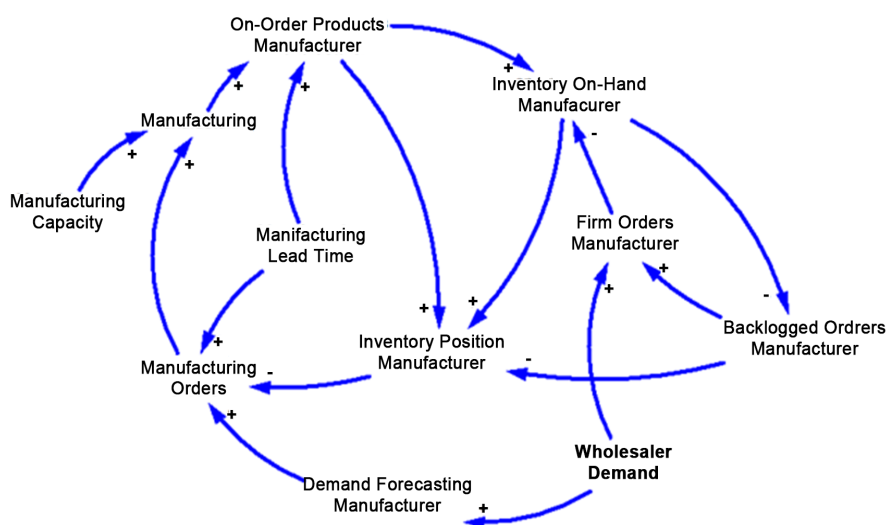 On-Order Products
Manufacturer
+
Inventory On-Hand
Manufacurer
+
+
Manufacturing
-
+
+
Manufacturing
Capacity
Firm Orders
Manufacturer
Manifacturing
Lead Time
+
+
-
+
+
Backlogged Ordrers
Manufacturer
+
Inventory Position
Manufacturer
-
Manufacturing
Orders
-
+
Wholesaler
Demand
Demand Forecasting
Manufacturer
+